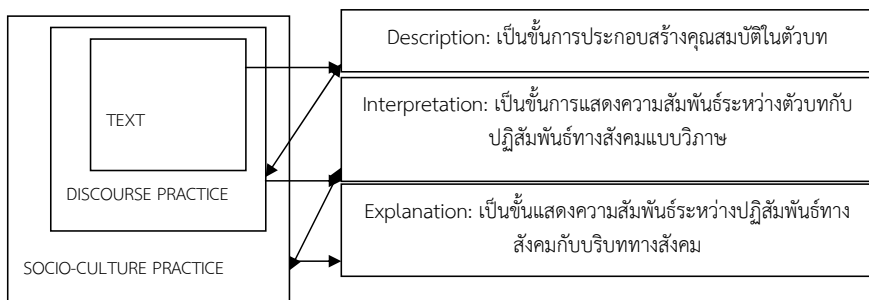 TEXT
DISCOURSE PRACTICE
SOCIO-CULTURE PRACTICE
Description: เป็นขั้นการประกอบสร้างคุณสมบัติในตัวบท
Interpretation: เป็นขั้นการแสดงความสัมพันธ์ระหว่างตัวบทกับ
ปฏิสัมพันธ์ทางสังคมแบบวิภาษ
Explanation: เป็นขั้นแสดงความสัมพันธ์ระหว่างปฏิสัมพันธ์ทาง
สังคมกับบริบททางสังคม